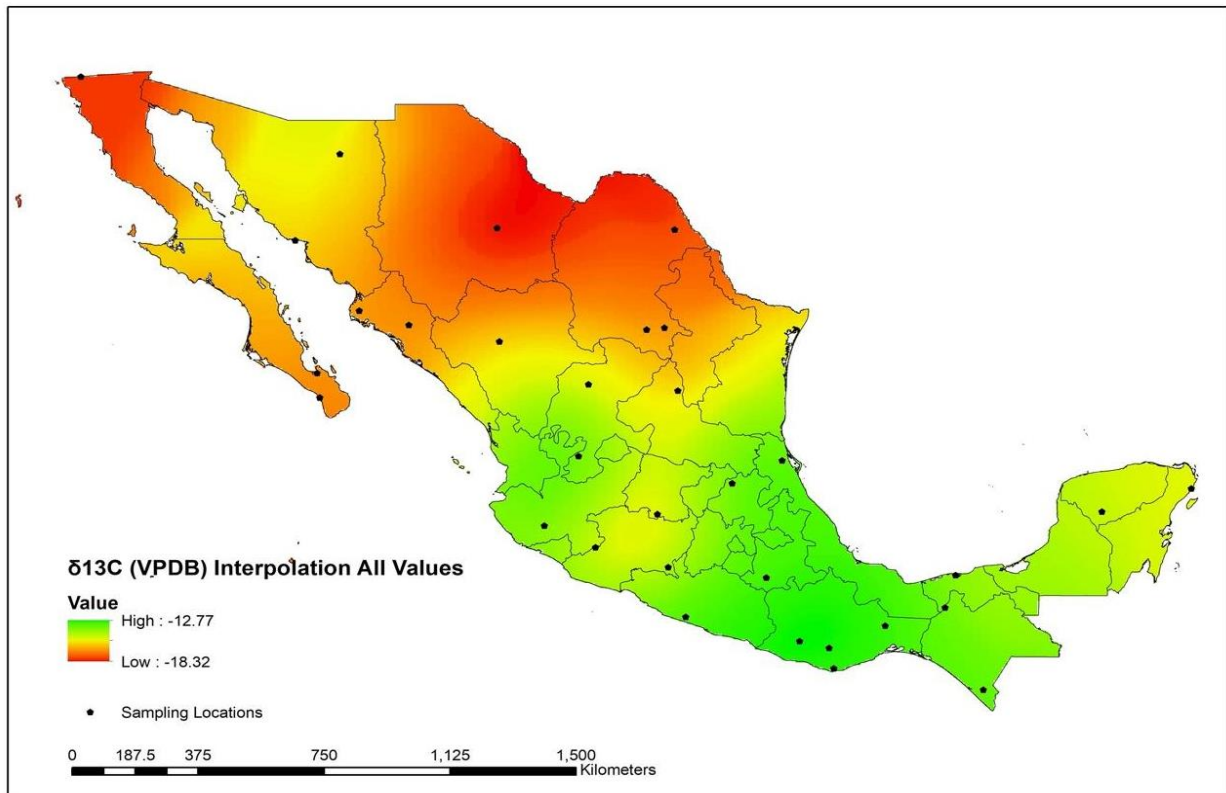 δ13C (VPDB) Interpolation All Values
Value
High : -12.77
Low : -18.32
Sampling Locations
0 187.5 375 750 1,125 1,500
Kilometers